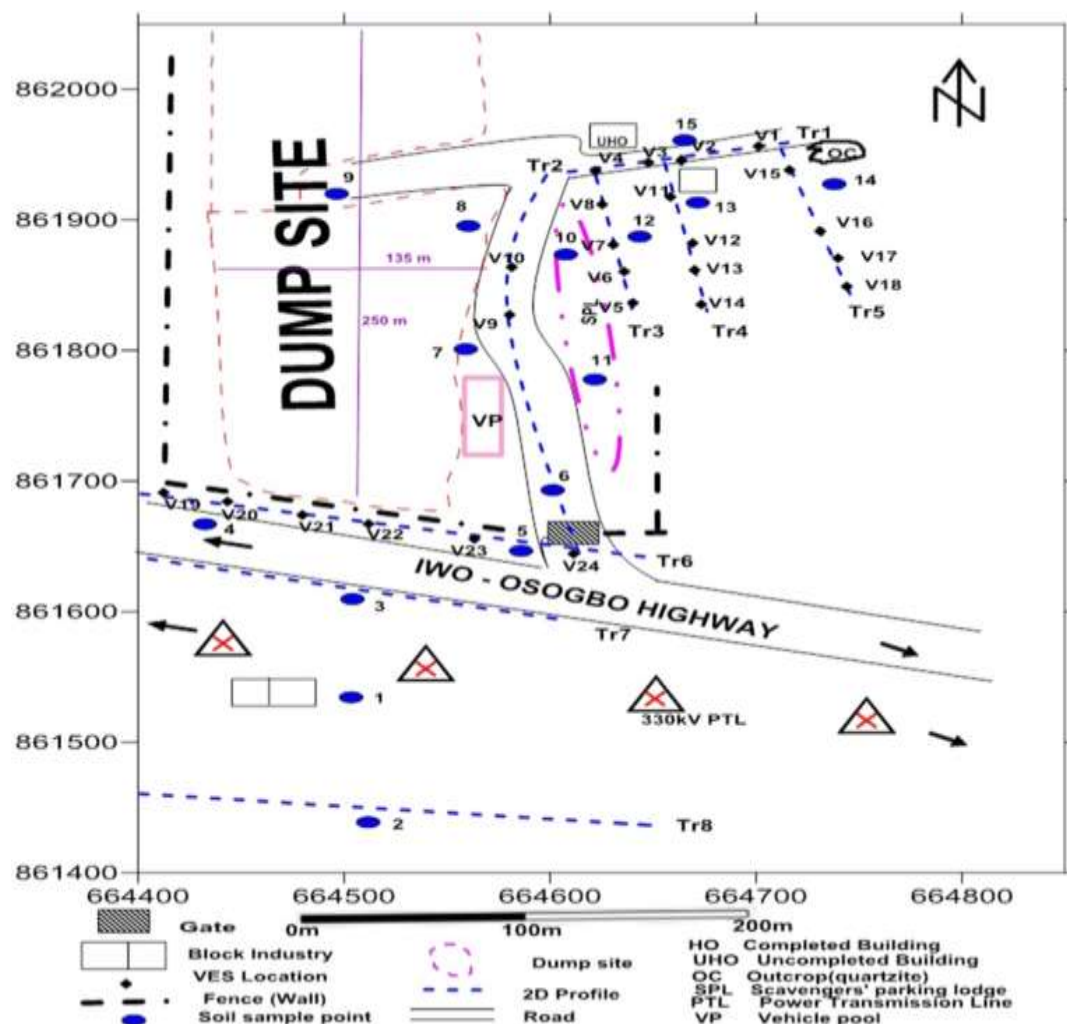 862000
861900
861800
861700
861600
861500
861400
664400
664500
664600
664700
664800
N
DUMP SITE
135 m
250 m
VP
UHO
OC
SPL
IWO - OSOGBO HIGHWAY
330kV PTL
Tr1
Tr2
Tr3
Tr4
Tr5
Tr6
Tr7
Tr8
V1
V2
V3
V4
V5
V6
V7
V8
V9
V10
V11
V12
V13
V14
V15
V16
V17
V18
V19
V20
V21
V22
V23
V24
1
2
3
4
5
6
7
8
9
10
11
12
13
14
15
0m
100m
200m
Gate
Block Industry
VES Location
Fence (Wall)
Soil sample point
Dump site
2D Profile
Road
HO Completed Building
UHO Uncompleted Building
OC Outcrop(quartzite)
SPL Scavengers' parking lodge
PTL Power Transmission Line
VP Vehicle pool